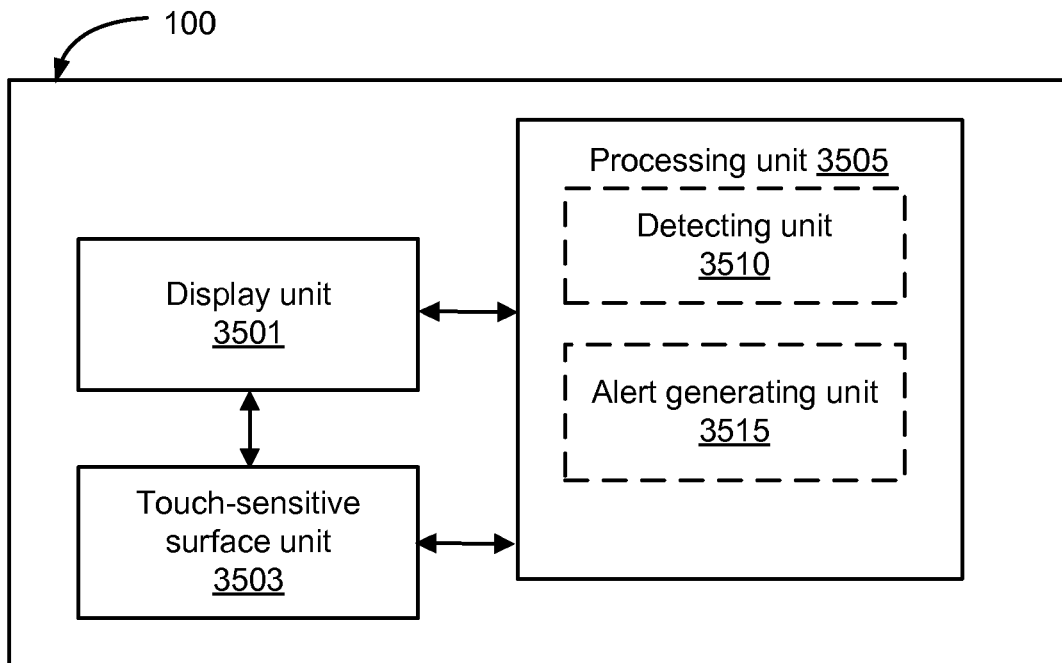 100
Processing unit 3505
Detecting unit
3510
Display unit
3501
Alert generating unit
3515
Touch-sensitive
surface unit
3503